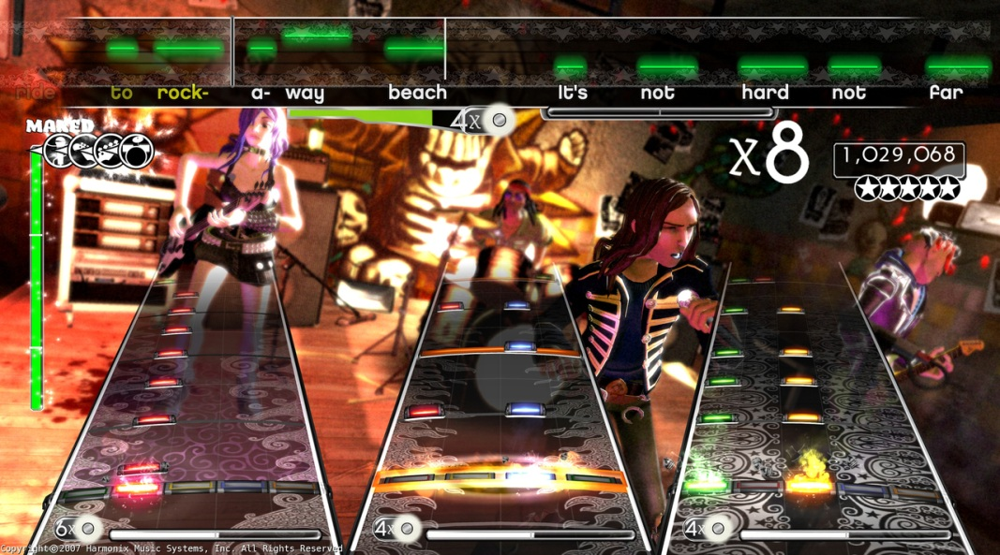 ride to rock- a- way beach It's not hard not far
4x
MAKED
x8
1,029,068
6x 4x 4x
Copyright©2007 Harmonix Music Systems, Inc. All Rights Reserved